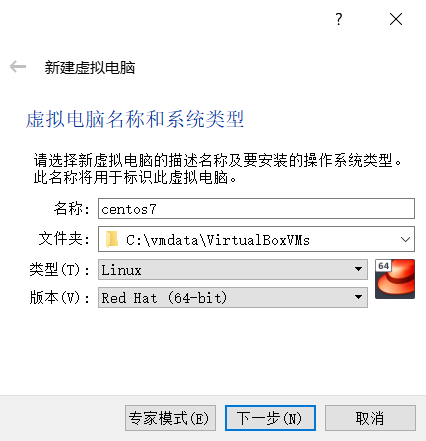 ?
新建虚拟电脑
虚拟电脑名称和系统类型
请选择新虚拟电脑的描述名称及要安装的操作系统类型。
此名称将用于标识此虚拟电脑。
名称: centos7
文件夹: C:\vmdata\VirtualBoxVMs
类型(T): Linux
64
版本(V): Red Hat (64-bit)
专家模式(E) 下一步(N) 取消